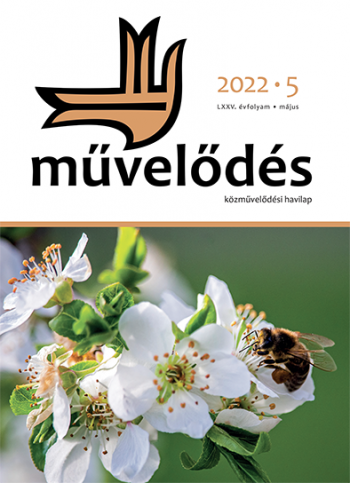 2022 • 5
LXXV. évfolyam • május
művelődés
közművelődési havilap